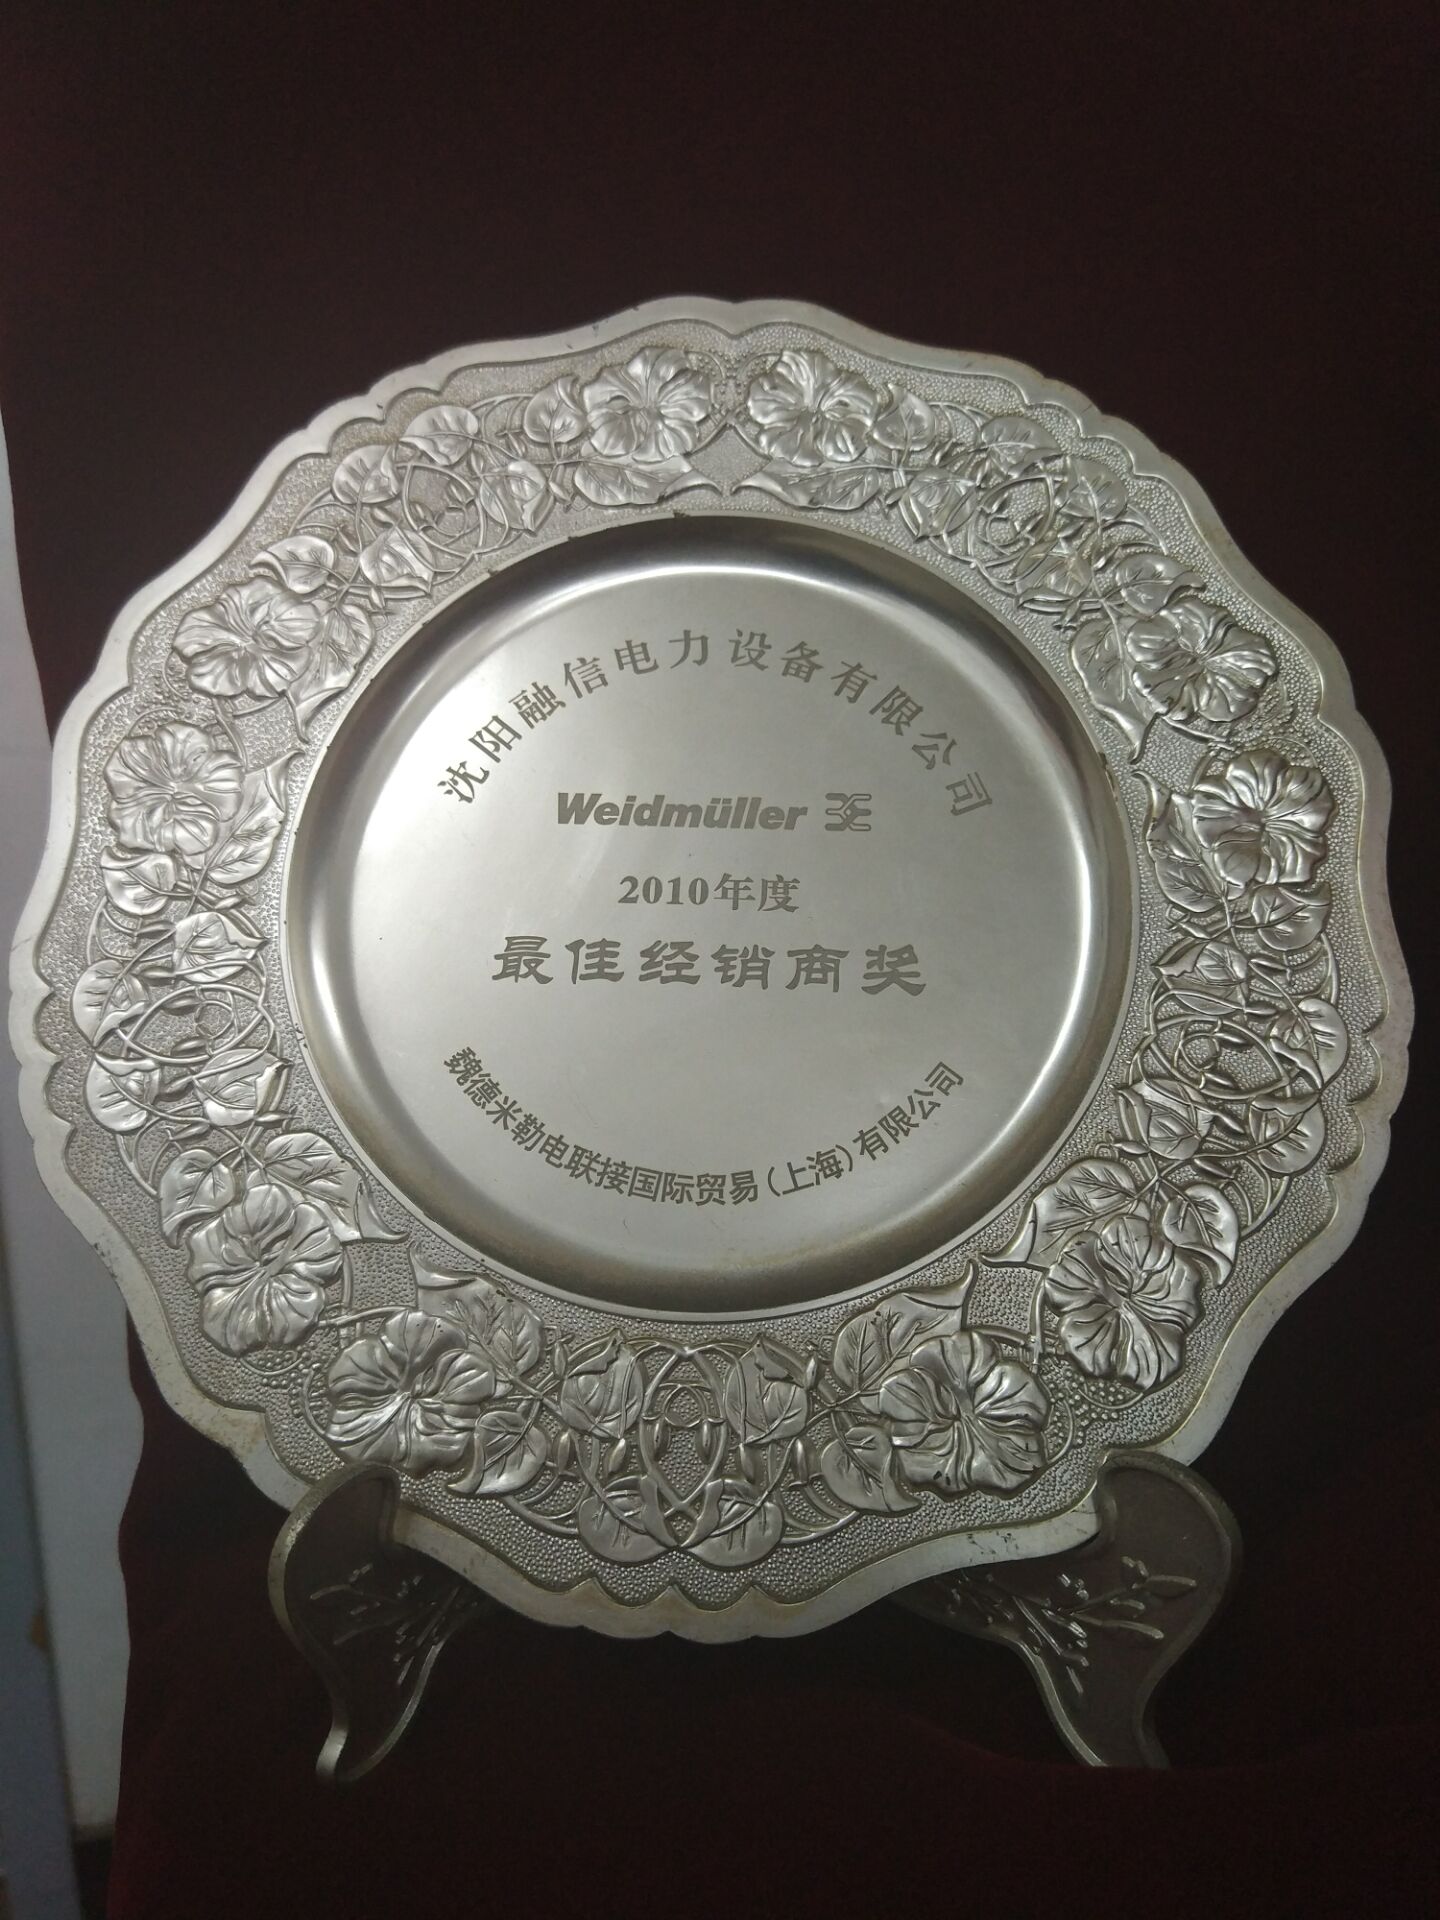 沈阳融信电力设备有限公司
Weidmüller
2010年度
最佳经销商奖
魏德米勒电联接国际贸易(上海)有限公司